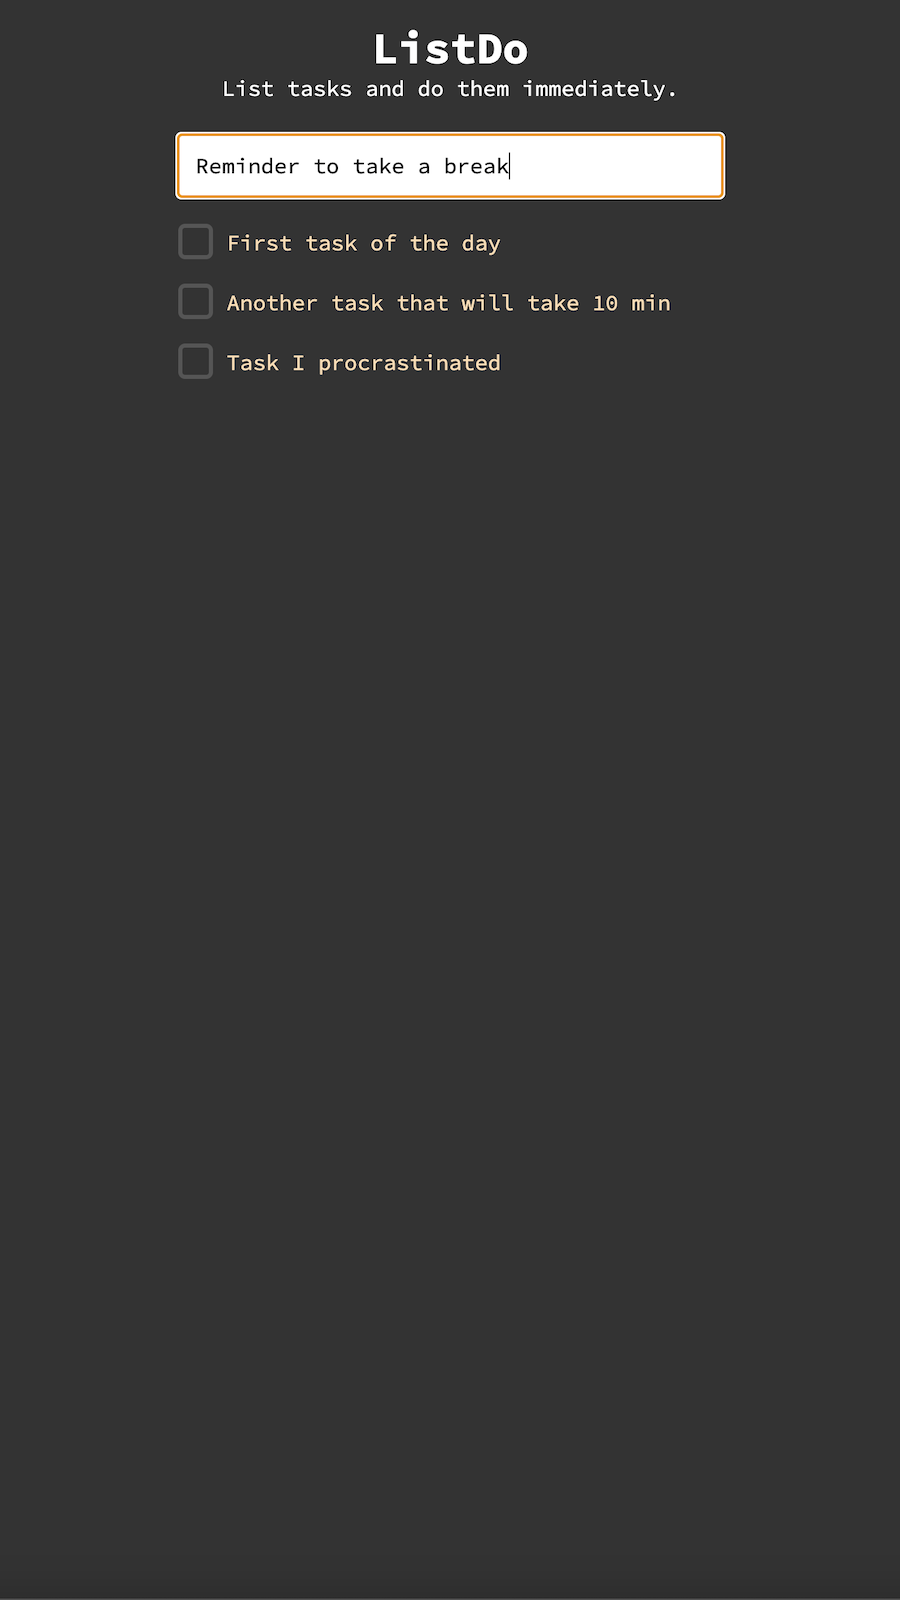 ListDo
List tasks and do them immediately.
Reminder to take a break
First task of the day
Another task that will take 10 min
Task I procrastinated